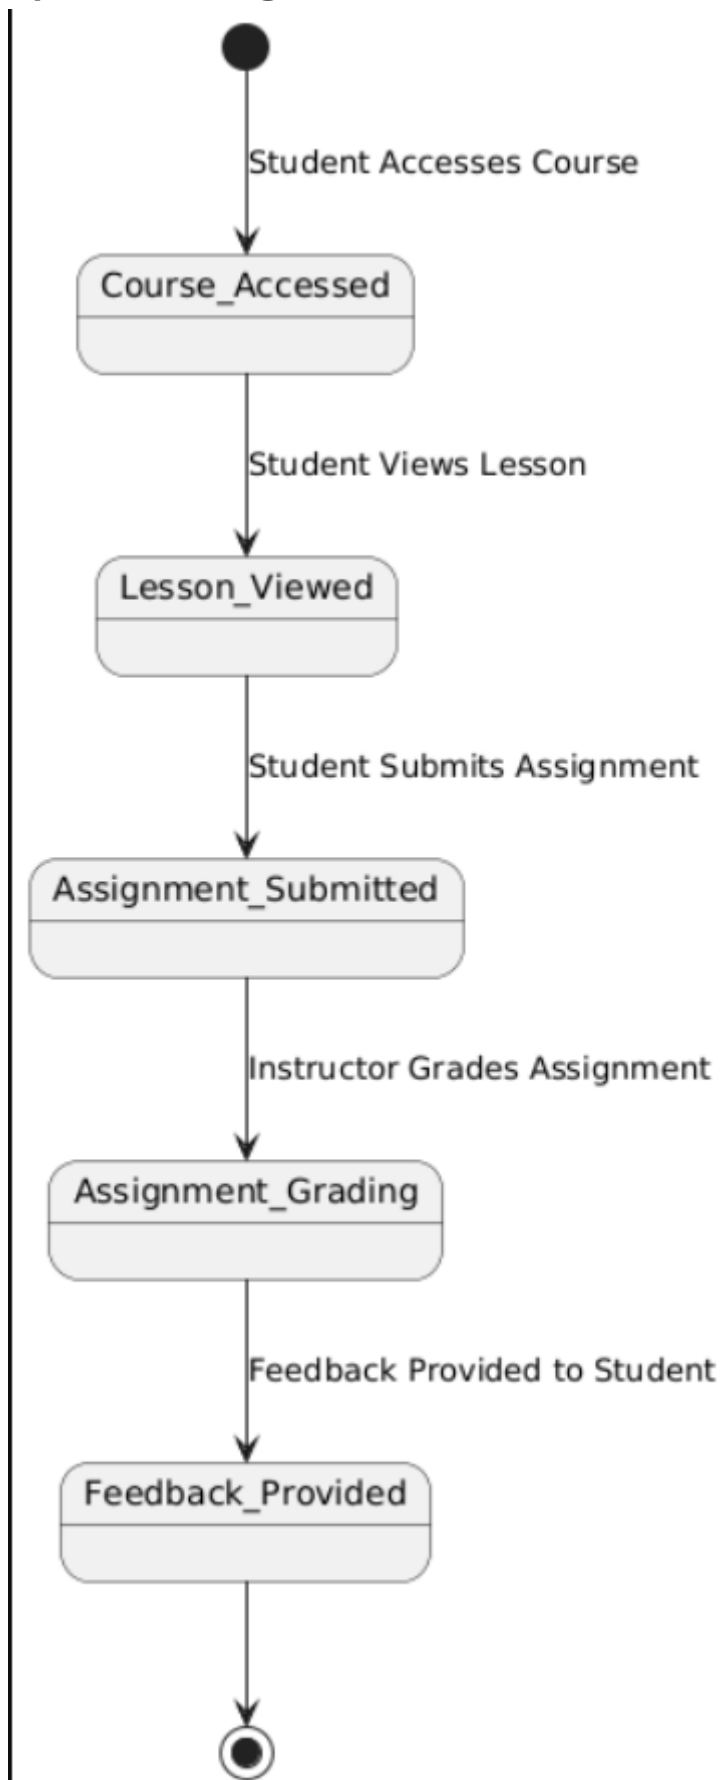 Student Accesses Course
Course_Accessed
Student Views Lesson
Lesson_Viewed
Student Submits Assignment
Assignment_Submitted
Instructor Grades Assignment
Assignment_Grading
Feedback Provided to Student
Feedback_Provided